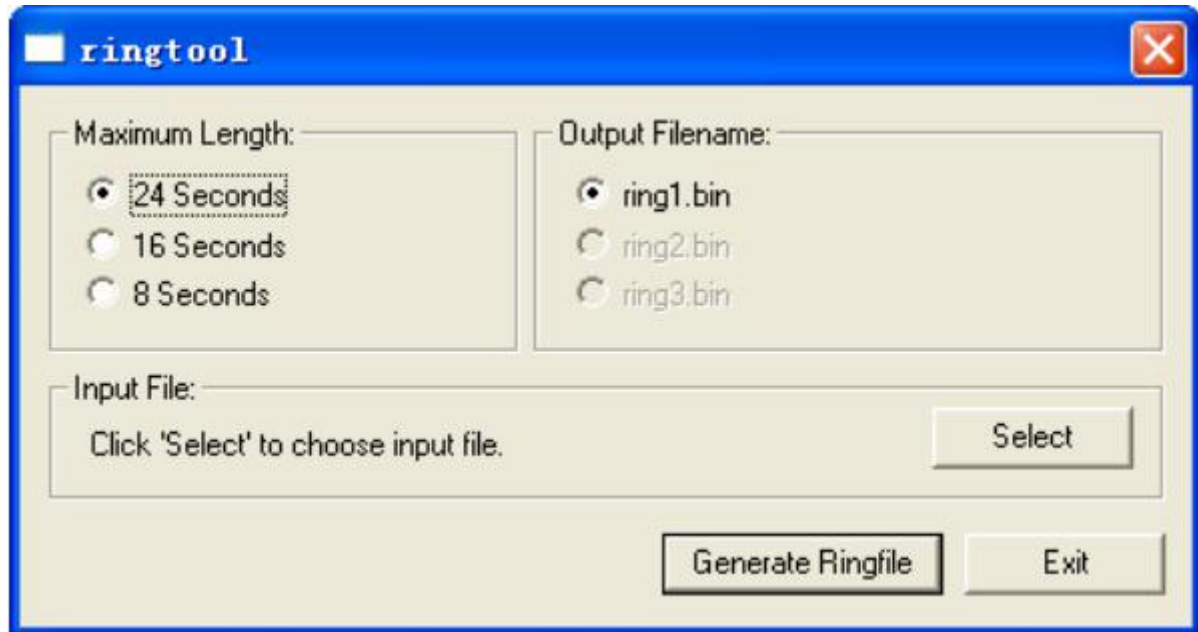 ringtool
Maximum Length:
24 Seconds
16 Seconds
8 Seconds
Output Filename:
ring1.bin
ring2.bin
ring3.bin
Input File:
Click 'Select' to choose input file.
Select
Generate Ringfile
Exit